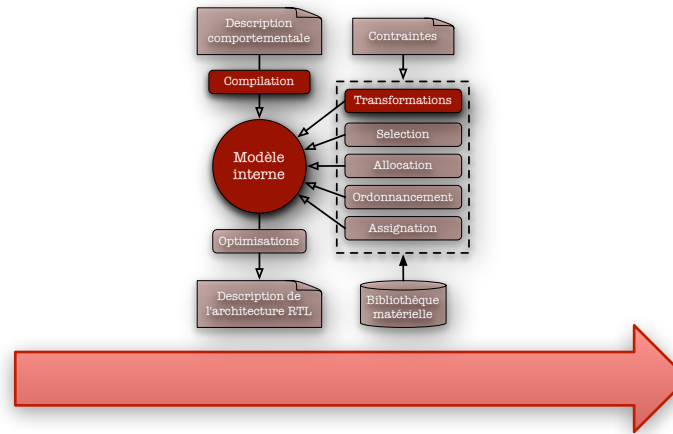 Description
comportementale
Contraintes
Compilation
Transformations
Selection
Modèle
interne
Allocation
Ordonnancement
Assignation
Optimisations
Description de
l'architecture RTL
Bibliothèque
matérielle